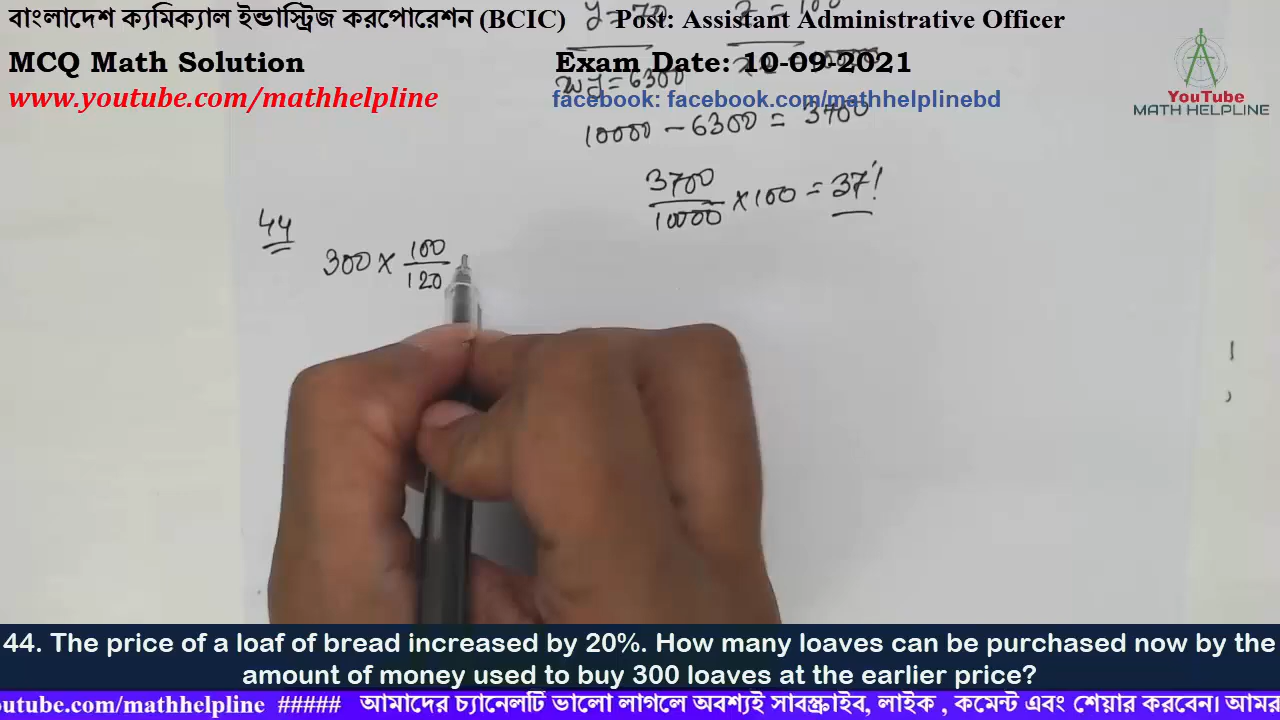 বাংলাদেশ ক্যমিক্যাল ইন্ডাস্ট্রিজ করপোরেশন (BCIC) Post: Assistant Administrative Officer
MCQ Math Solution Exam Date: 10-09-2021
www.youtube.com/mathhelpline facebook: facebook.com/mathhelplinebd
YouTube
MATH HELPLINE
y = 70
xy = 6300
10000 - 6300 = 3700
3700/10000 × 100 = 37%
44
300 × 100/120
44. The price of a loaf of bread increased by 20%. How many loaves can be purchased now by the
amount of money used to buy 300 loaves at the earlier price?
outube.com/mathhelpline ##### আমাদের চ্যানেলটি ভালো লাগলে অবশ্যই সাবস্ক্রাইব, লাইক , কমেন্ট এবং শেয়ার করবেন। আমর